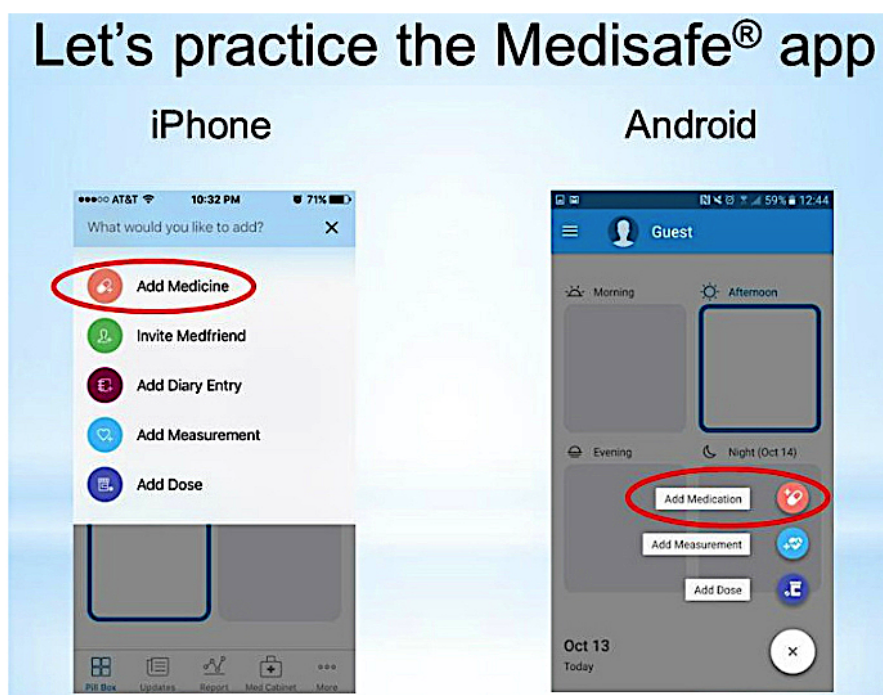 Let's practice the Medisafe® app
iPhone
Android
AT&T 10:32 PM 71%
What would you like to add?
Add Medicine
Invite Medfriend
Add Diary Entry
Add Measurement
Add Dose
Pill Box Updates Report Med Cabinet More
59% 12:44
Guest
Morning Afternoon
Evening Night (Oct 14)
Add Medication
Add Measurement
Add Dose
Oct 13
Today